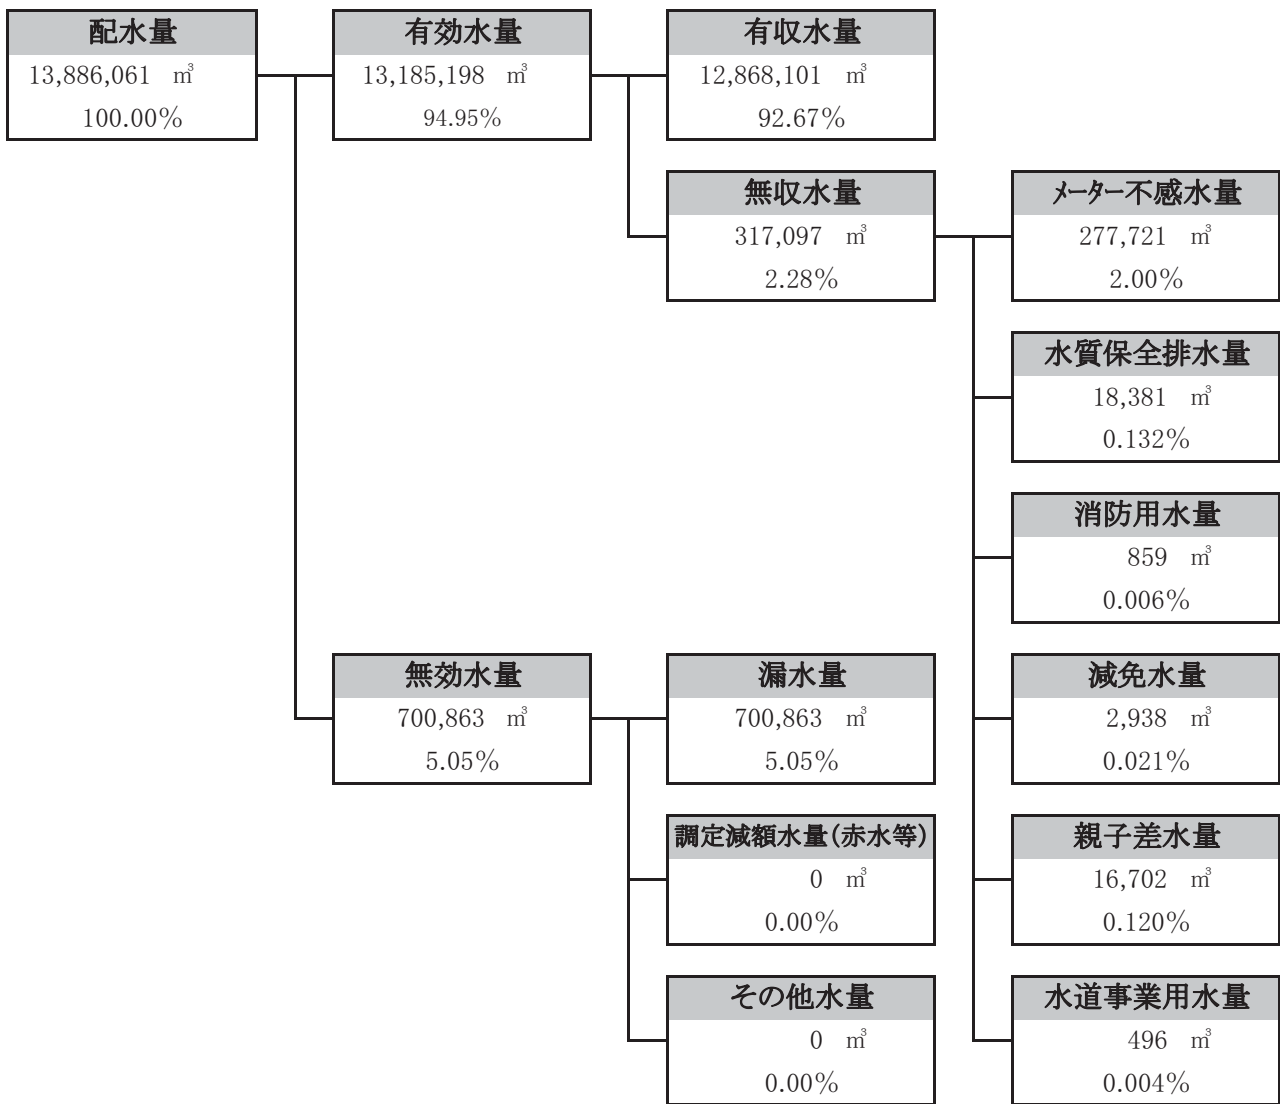 配水量
13,886,061 ㎥
100.00%
有効水量
13,185,198 ㎥
94.95%
有収水量
12,868,101 ㎥
92.67%
無収水量
317,097 ㎥
2.28%
メーター不感水量
277,721 ㎥
2.00%
水質保全排水量
18,381 ㎥
0.132%
消防用水量
859 ㎥
0.006%
減免水量
2,938 ㎥
0.021%
親子差水量
16,702 ㎥
0.120%
水道事業用水量
496 ㎥
0.004%
無効水量
700,863 ㎥
5.05%
漏水量
700,863 ㎥
5.05%
調定減額水量(赤水等)
0 ㎥
0.00%
その他水量
0 ㎥
0.00%